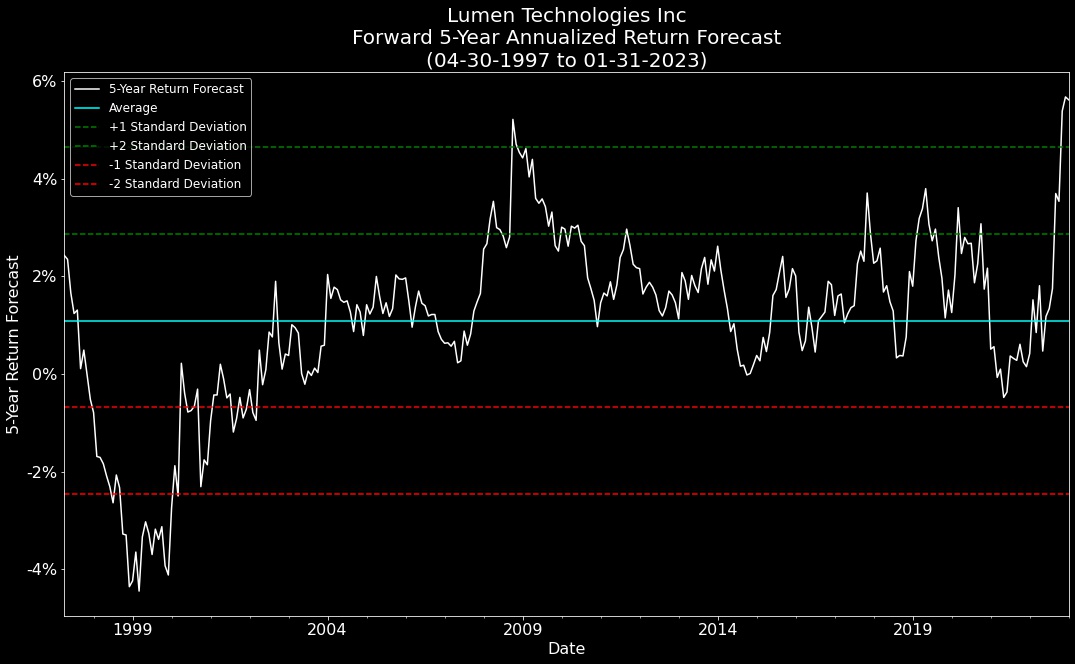 Lumen Technologies Inc
Forward 5-Year Annualized Return Forecast
(04-30-1997 to 01-31-2023)
6%
4%
2%
0%
-2%
-4%
5-Year Return Forecast
5-Year Return Forecast
Average
+1 Standard Deviation
+2 Standard Deviation
-1 Standard Deviation
-2 Standard Deviation
1999
2004
2009
2014
2019
Date